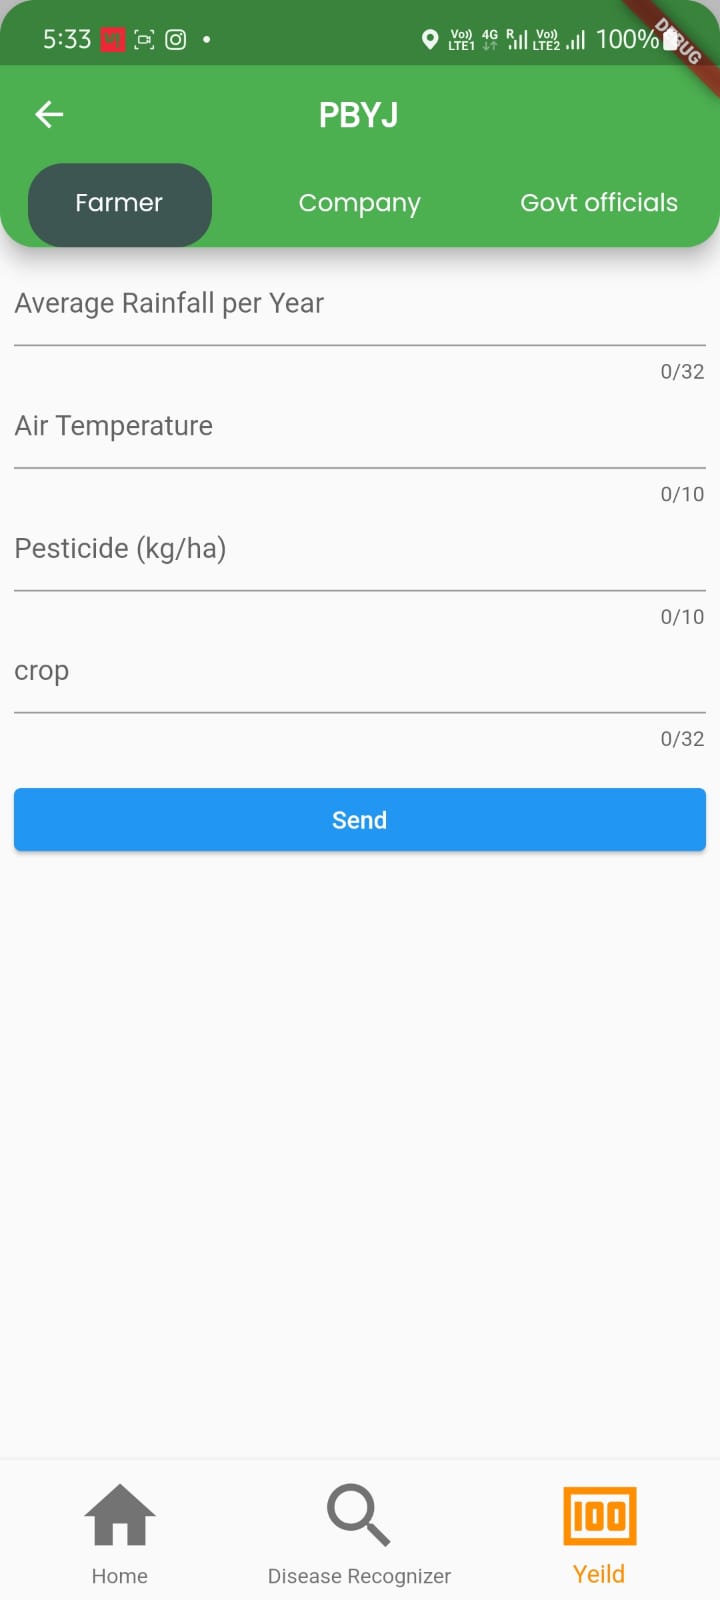 5:33 Vo)) LTE1 4G R Vo)) LTE2 100%
DEBUG
PBYJ
Farmer Company Govt officials
Average Rainfall per Year
0/32
Air Temperature
0/10
Pesticide (kg/ha)
0/10
crop
0/32
Send
100
Home Disease Recognizer Yeild